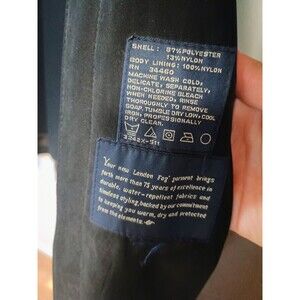 SHELL: 87% POLYESTER
13% NYLON
BODY LINING: 100% NYLON
RN 34460
MACHINE WASH COLD,
DELICATE, SEPARATELY,
NON-CHLORINE BLEACH
WHEN NEEDED, RINSE
THOROUGHLY TO REMOVE
SOAP, TUMBLE DRY LOW, COOL
IRON, PROFESSIONALLY
DRY CLEAN.
Your new London Fog® garment brings
forth more than 75 years of excellence in
durable, water-repellent fabrics and
timeless styling, backed by our commitment
to keeping you warm, dry and protected
from the elements.